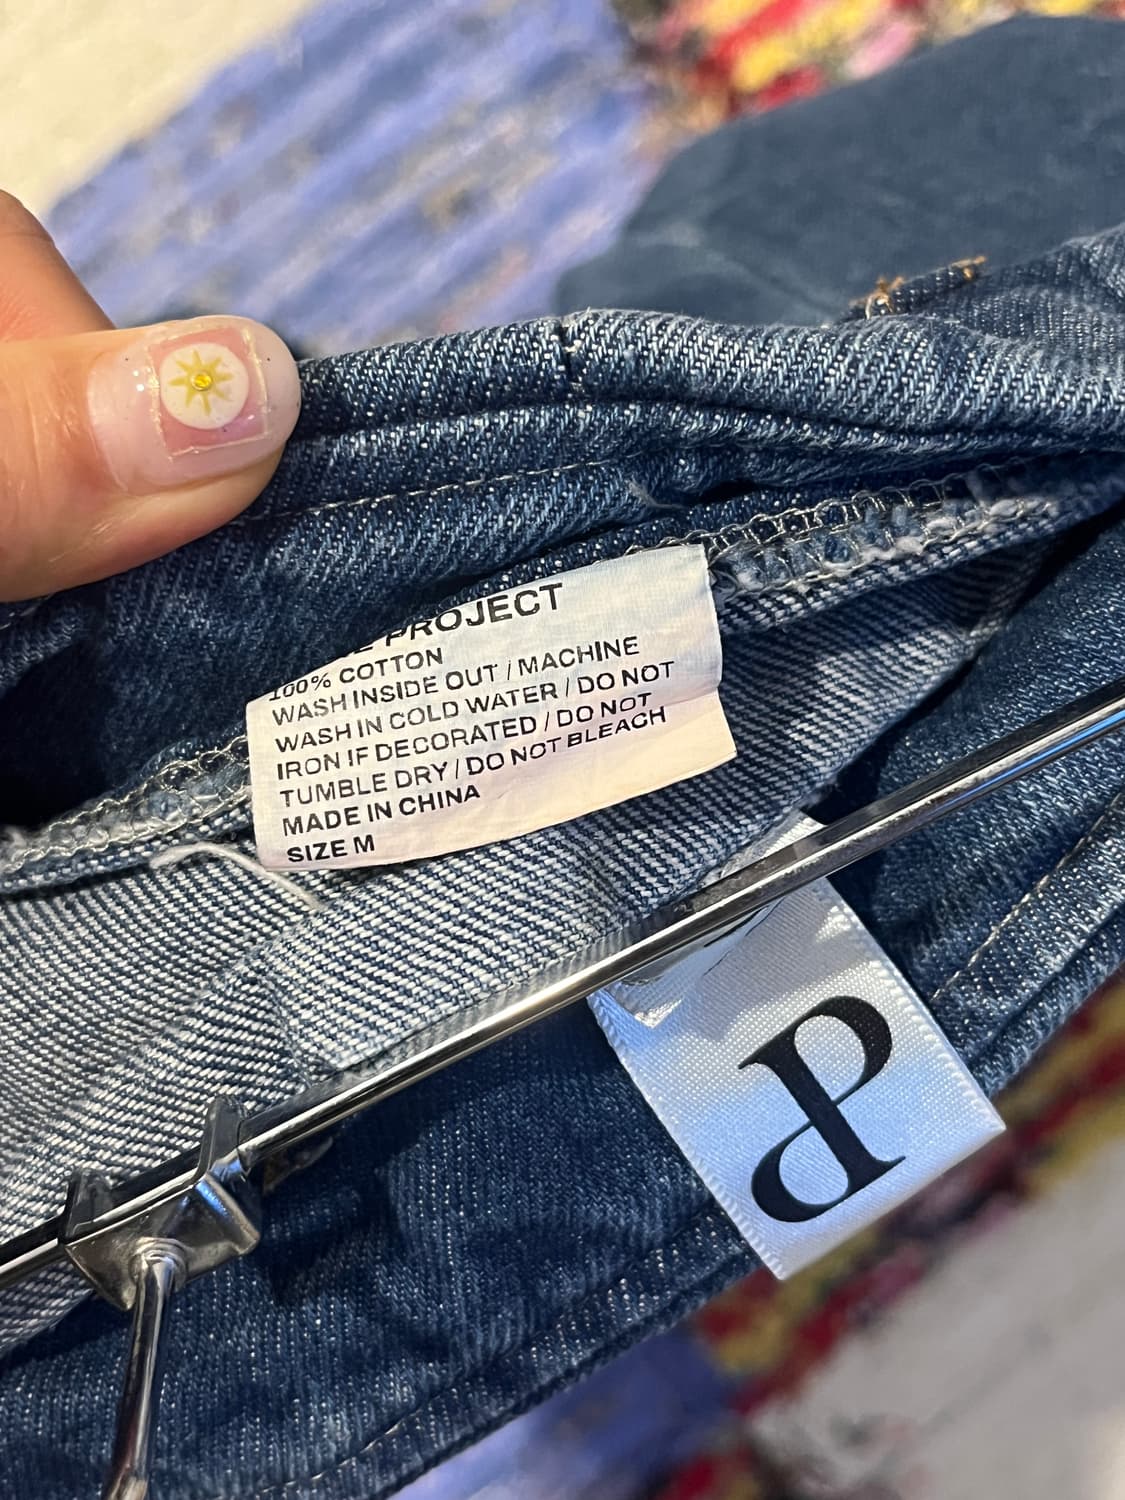 PROJECT
100% COTTON
WASH INSIDE OUT / MACHINE
WASH IN COLD WATER / DO NOT
IRON IF DECORATED / DO NOT
TUMBLE DRY / DO NOT BLEACH
MADE IN CHINA
SIZE M